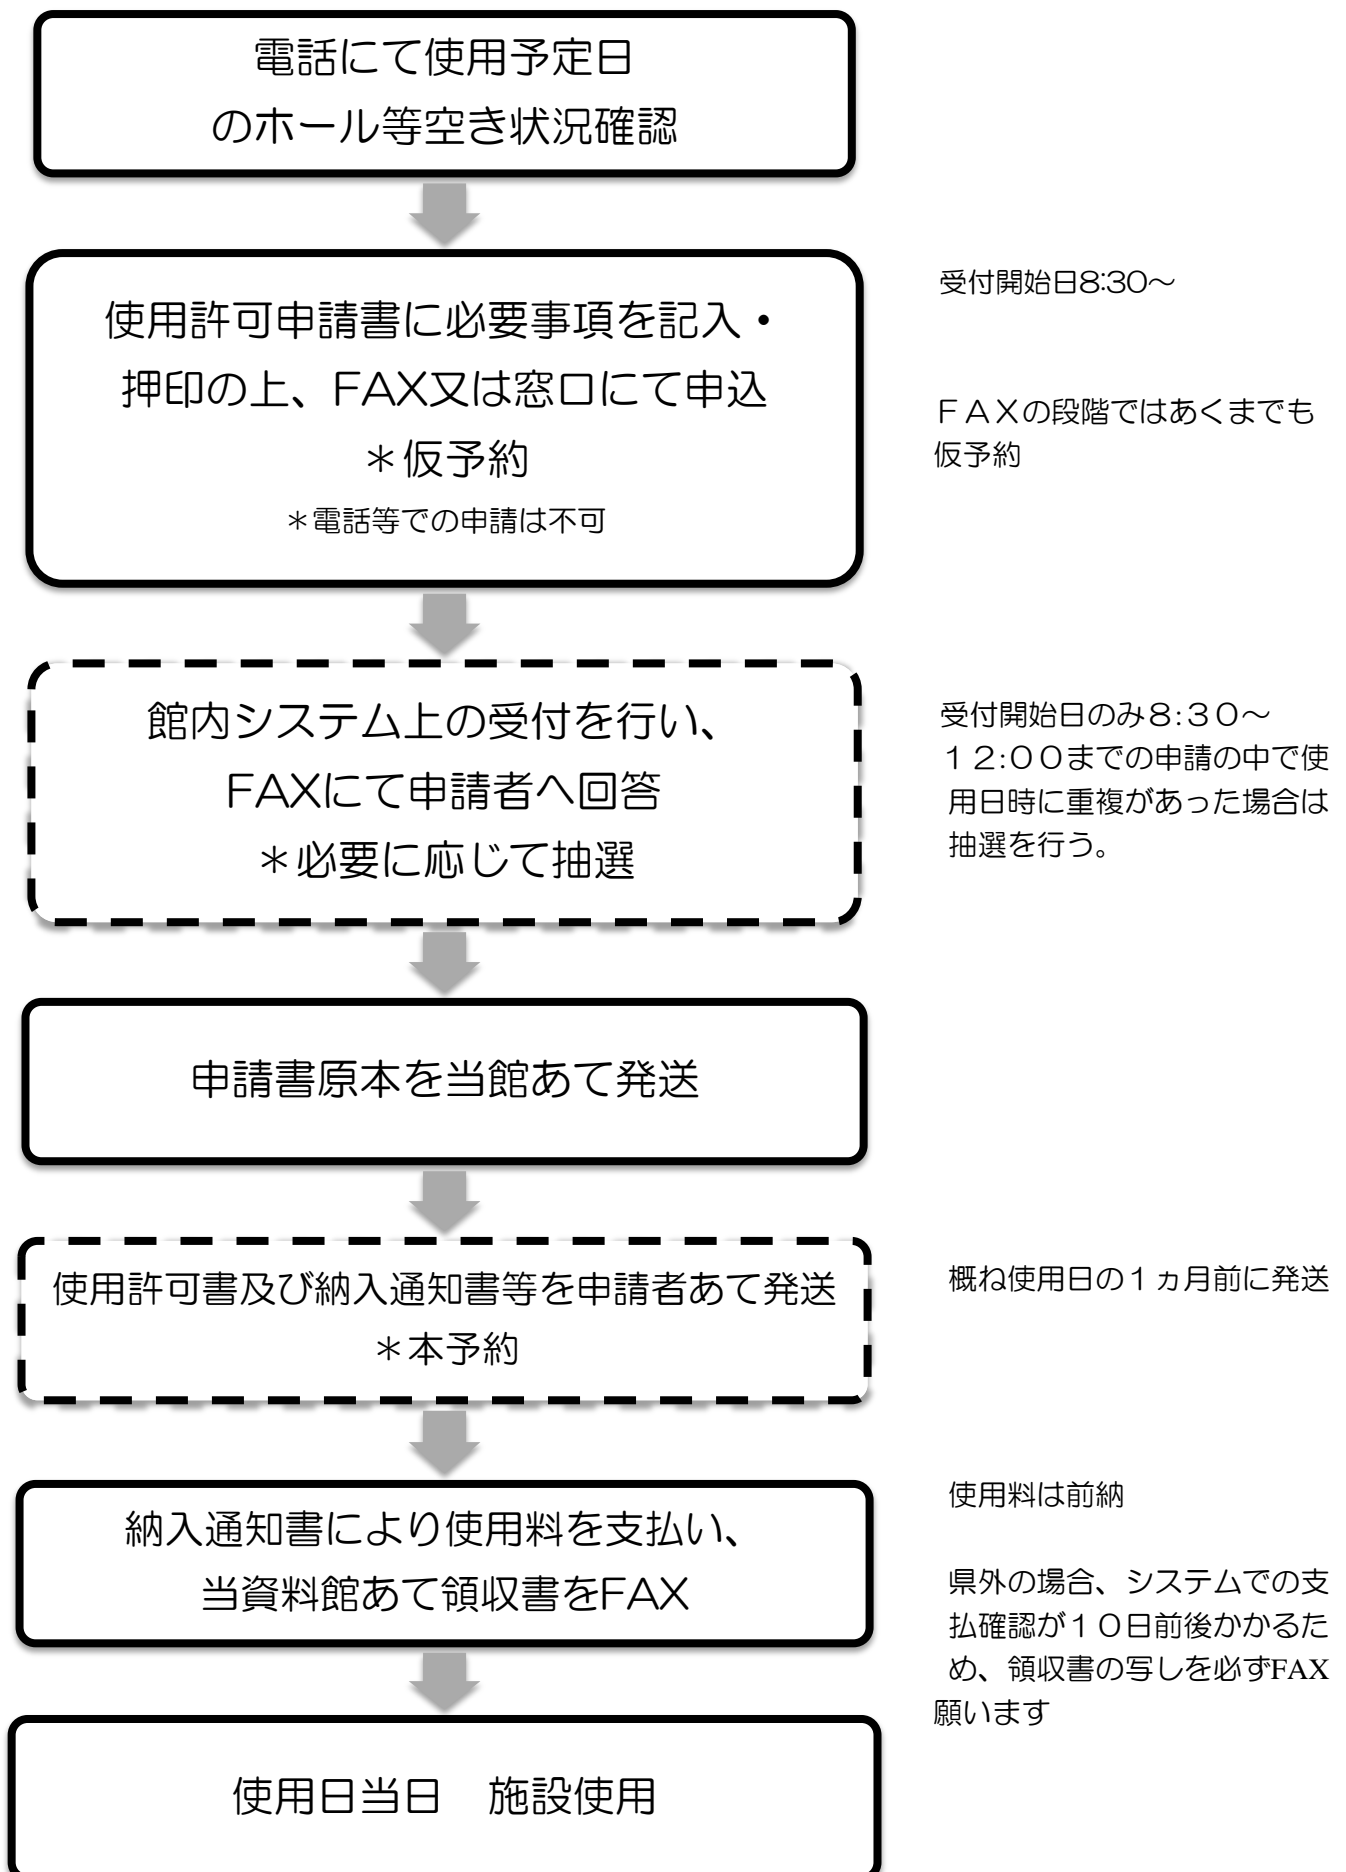 電話にて使用予定日
のホール等空き状況確認
使用許可申請書に必要事項を記入・
押印の上、FAX又は窓口にて申込
＊仮予約
＊電話等での申請は不可
受付開始日8:30～
ＦＡＸの段階ではあくまでも
仮予約
館内システム上の受付を行い、
FAXにて申請者へ回答
＊必要に応じて抽選
受付開始日のみ８:３０～
１２:００までの申請の中で使
用日時に重複があった場合は
抽選を行う。
申請書原本を当館あて発送
使用許可書及び納入通知書等を申請者あて発送
＊本予約
概ね使用日の１ヵ月前に発送
納入通知書により使用料を支払い、
当資料館あて領収書をFAX
使用料は前納
県外の場合、システムでの支
払確認が１０日前後かかるた
め、領収書の写しを必ずFAX
願います
使用日当日　施設使用